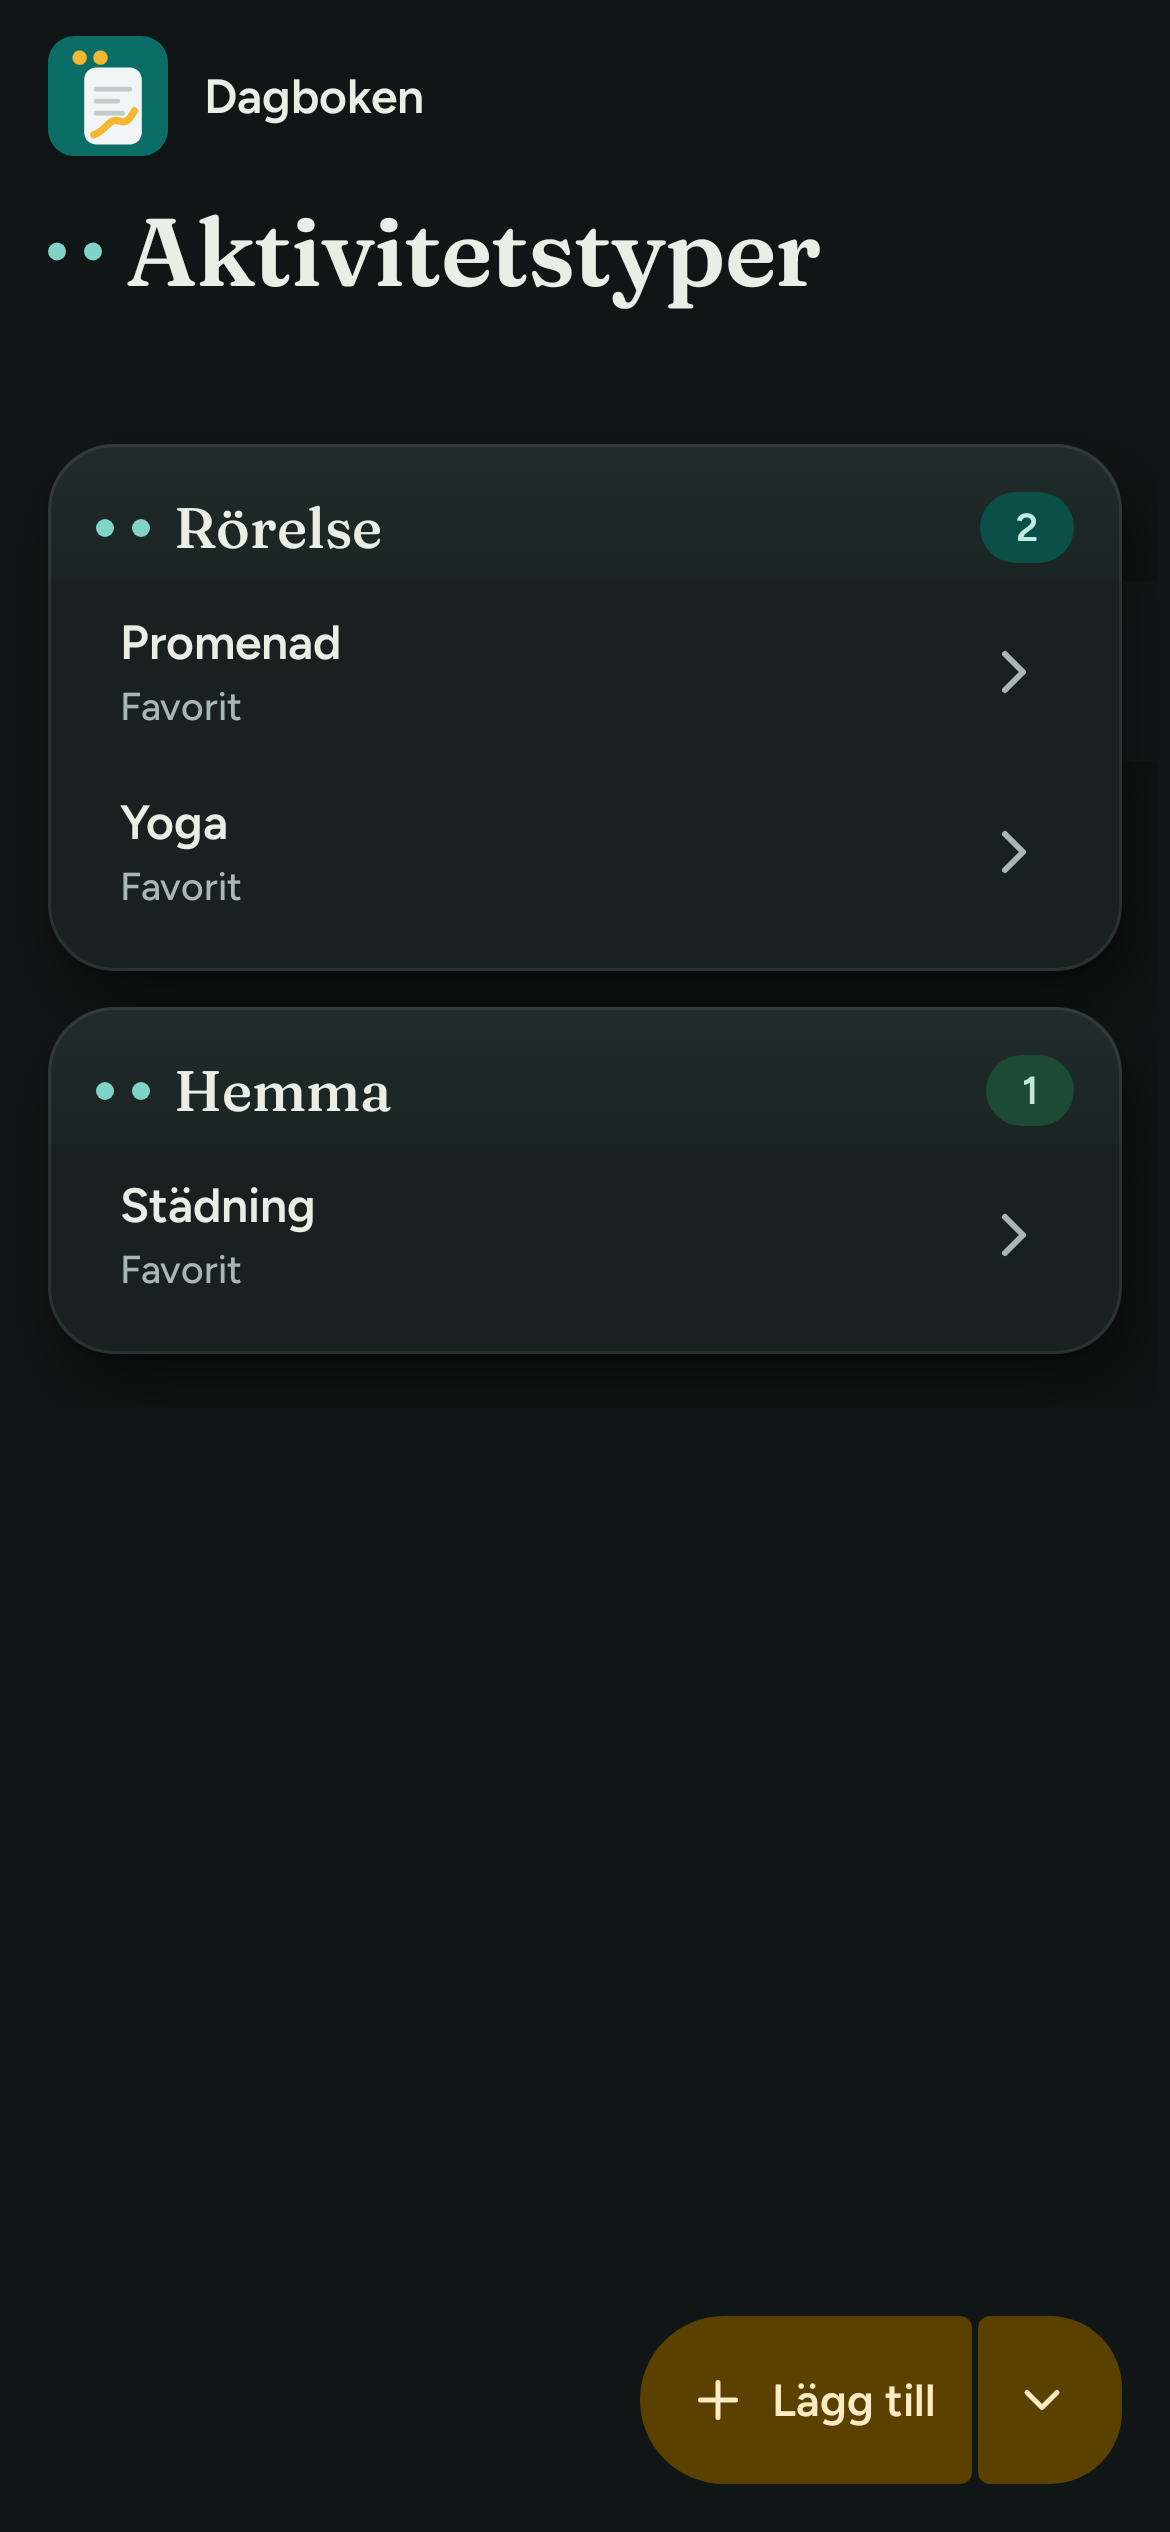 Dagboken
Aktivitetstyper
Rörelse
2
Promenad
Favorit
Yoga
Favorit
Hemma
1
Städning
Favorit
Lägg till